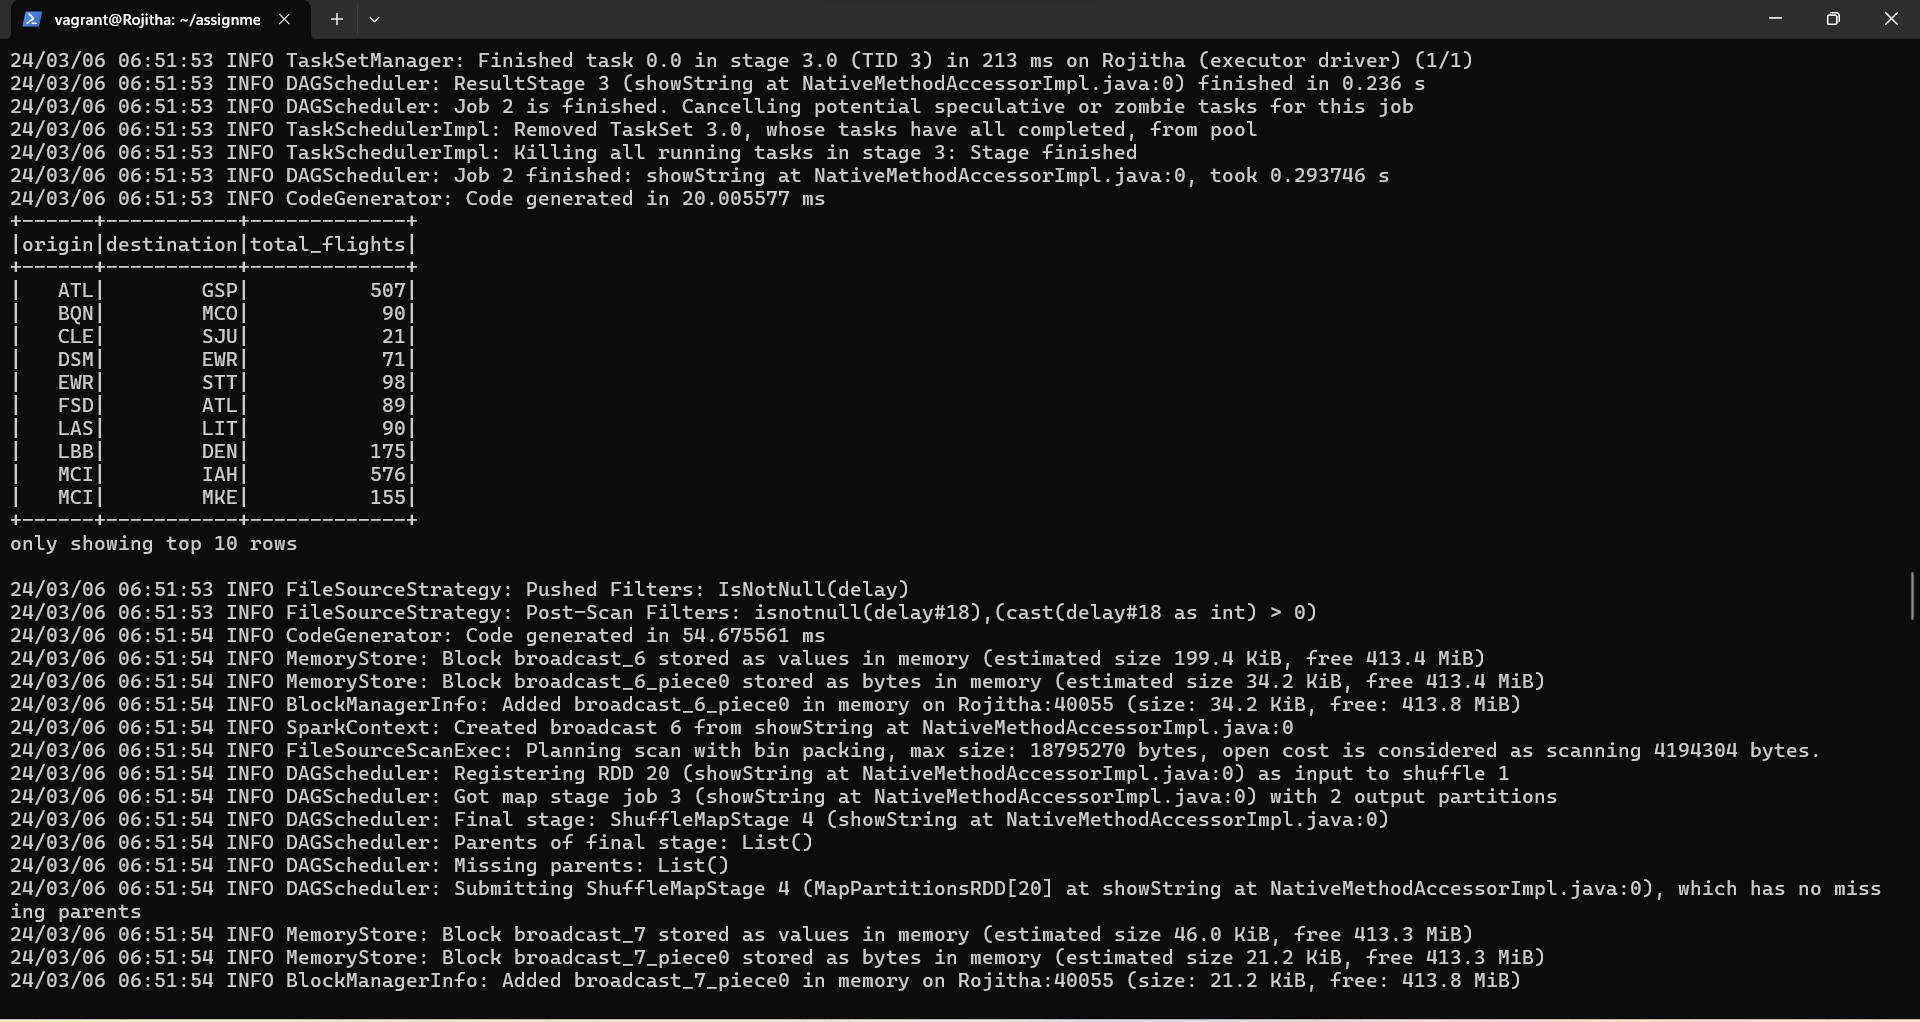 vagrant@Rojitha: ~/assignme
24/03/06 06:51:53 INFO TaskSetManager: Finished task 0.0 in stage 3.0 (TID 3) in 213 ms on Rojitha (executor driver) (1/1)
24/03/06 06:51:53 INFO DAGScheduler: ResultStage 3 (showString at NativeMethodAccessorImpl.java:0) finished in 0.236 s
24/03/06 06:51:53 INFO DAGScheduler: Job 2 is finished. Cancelling potential speculative or zombie tasks for this job
24/03/06 06:51:53 INFO TaskSchedulerImpl: Removed TaskSet 3.0, whose tasks have all completed, from pool
24/03/06 06:51:53 INFO TaskSchedulerImpl: Killing all running tasks in stage 3: Stage finished
24/03/06 06:51:53 INFO DAGScheduler: Job 2 finished: showString at NativeMethodAccessorImpl.java:0, took 0.293746 s
24/03/06 06:51:53 INFO CodeGenerator: Code generated in 20.005577 ms
+------+-----------+-------------+
|origin|destination|total_flights|
+------+-----------+-------------+
|   ATL|        GSP|          507|
|   BQN|        MCO|           90|
|   CLE|        SJU|           21|
|   DSM|        EWR|           71|
|   EWR|        STT|           98|
|   FSD|        ATL|           89|
|   LAS|        LIT|           90|
|   LBB|        DEN|          175|
|   MCI|        IAH|          576|
|   MCI|        MKE|          155|
+------+-----------+-------------+
only showing top 10 rows
24/03/06 06:51:53 INFO FileSourceStrategy: Pushed Filters: IsNotNull(delay)
24/03/06 06:51:53 INFO FileSourceStrategy: Post-Scan Filters: isnotnull(delay#18),(cast(delay#18 as int) > 0)
24/03/06 06:51:54 INFO CodeGenerator: Code generated in 54.675561 ms
24/03/06 06:51:54 INFO MemoryStore: Block broadcast_6 stored as values in memory (estimated size 199.4 KiB, free 413.4 MiB)
24/03/06 06:51:54 INFO MemoryStore: Block broadcast_6_piece0 stored as bytes in memory (estimated size 34.2 KiB, free 413.4 MiB)
24/03/06 06:51:54 INFO BlockManagerInfo: Added broadcast_6_piece0 in memory on Rojitha:40055 (size: 34.2 KiB, free: 413.8 MiB)
24/03/06 06:51:54 INFO SparkContext: Created broadcast 6 from showString at NativeMethodAccessorImpl.java:0
24/03/06 06:51:54 INFO FileSourceScanExec: Planning scan with bin packing, max size: 18795270 bytes, open cost is considered as scanning 4194304 bytes.
24/03/06 06:51:54 INFO DAGScheduler: Registering RDD 20 (showString at NativeMethodAccessorImpl.java:0) as input to shuffle 1
24/03/06 06:51:54 INFO DAGScheduler: Got map stage job 3 (showString at NativeMethodAccessorImpl.java:0) with 2 output partitions
24/03/06 06:51:54 INFO DAGScheduler: Final stage: ShuffleMapStage 4 (showString at NativeMethodAccessorImpl.java:0)
24/03/06 06:51:54 INFO DAGScheduler: Parents of final stage: List()
24/03/06 06:51:54 INFO DAGScheduler: Missing parents: List()
24/03/06 06:51:54 INFO DAGScheduler: Submitting ShuffleMapStage 4 (MapPartitionsRDD[20] at showString at NativeMethodAccessorImpl.java:0), which has no miss
ing parents
24/03/06 06:51:54 INFO MemoryStore: Block broadcast_7 stored as values in memory (estimated size 46.0 KiB, free 413.3 MiB)
24/03/06 06:51:54 INFO MemoryStore: Block broadcast_7_piece0 stored as bytes in memory (estimated size 21.2 KiB, free 413.3 MiB)
24/03/06 06:51:54 INFO BlockManagerInfo: Added broadcast_7_piece0 in memory on Rojitha:40055 (size: 21.2 KiB, free: 413.8 MiB)